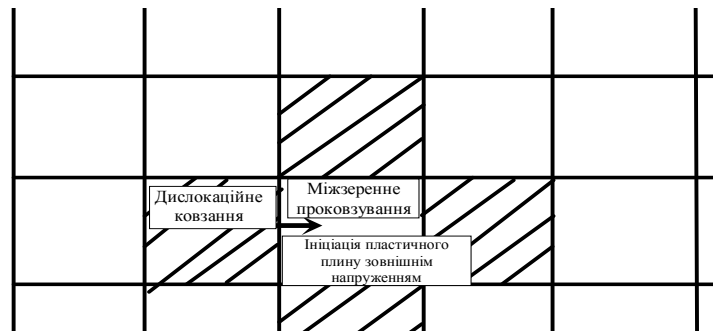 Дислокаційне
ковзання
Міжзеренне
проковзування
Ініціація пластичного
плину зовнішнім
напруженням